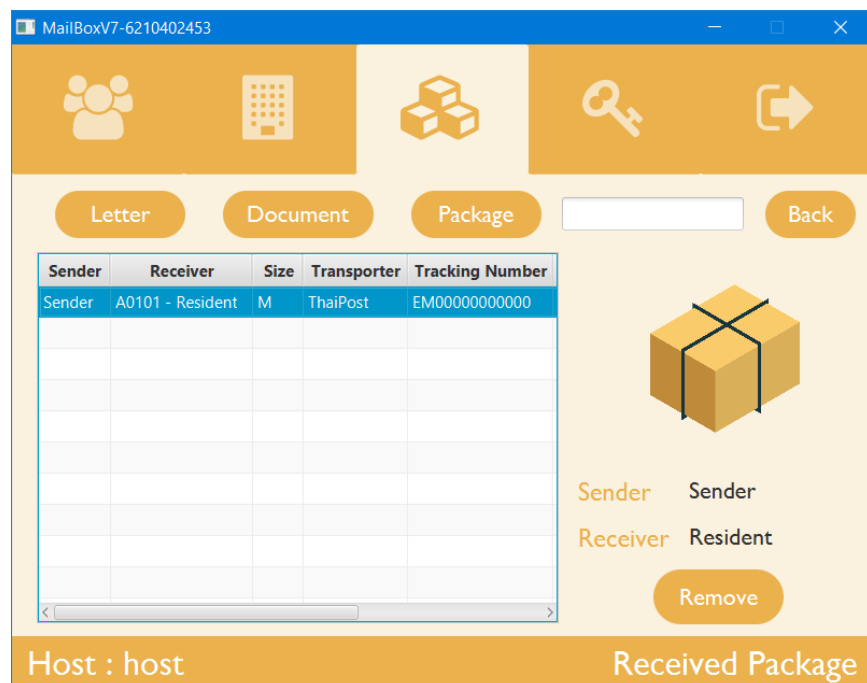 MailBoxV7-6210402453
Letter Document Package Back
Sender Receiver Size Transporter Tracking Number
Sender A0101 - Resident M ThaiPost EM00000000000
Sender Sender
Receiver Resident
Remove
Host : host Received Package